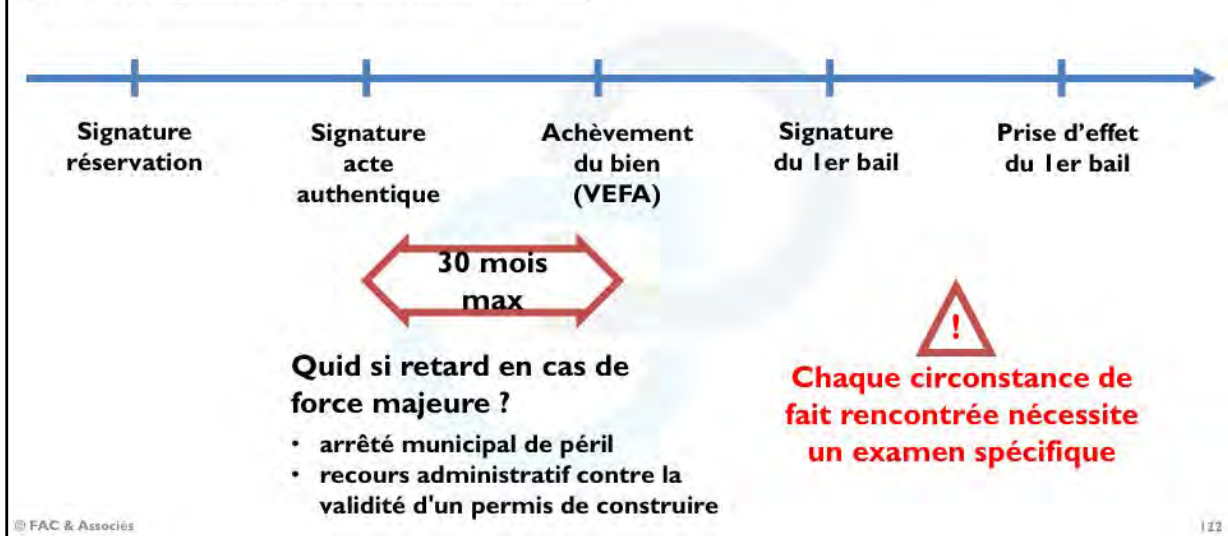 Signature
réservation
Signature
acte
authentique
Achèvement
du bien
(VEFA)
Signature
du 1er bail
Prise d'effet
du 1er bail
30 mois
max
Quid si retard en cas de
force majeure ?
• arrêté municipal de péril
• recours administratif contre la
validité d'un permis de construire
!
Chaque circonstance de
fait rencontrée nécessite
un examen spécifique
© FAC & Associés
122